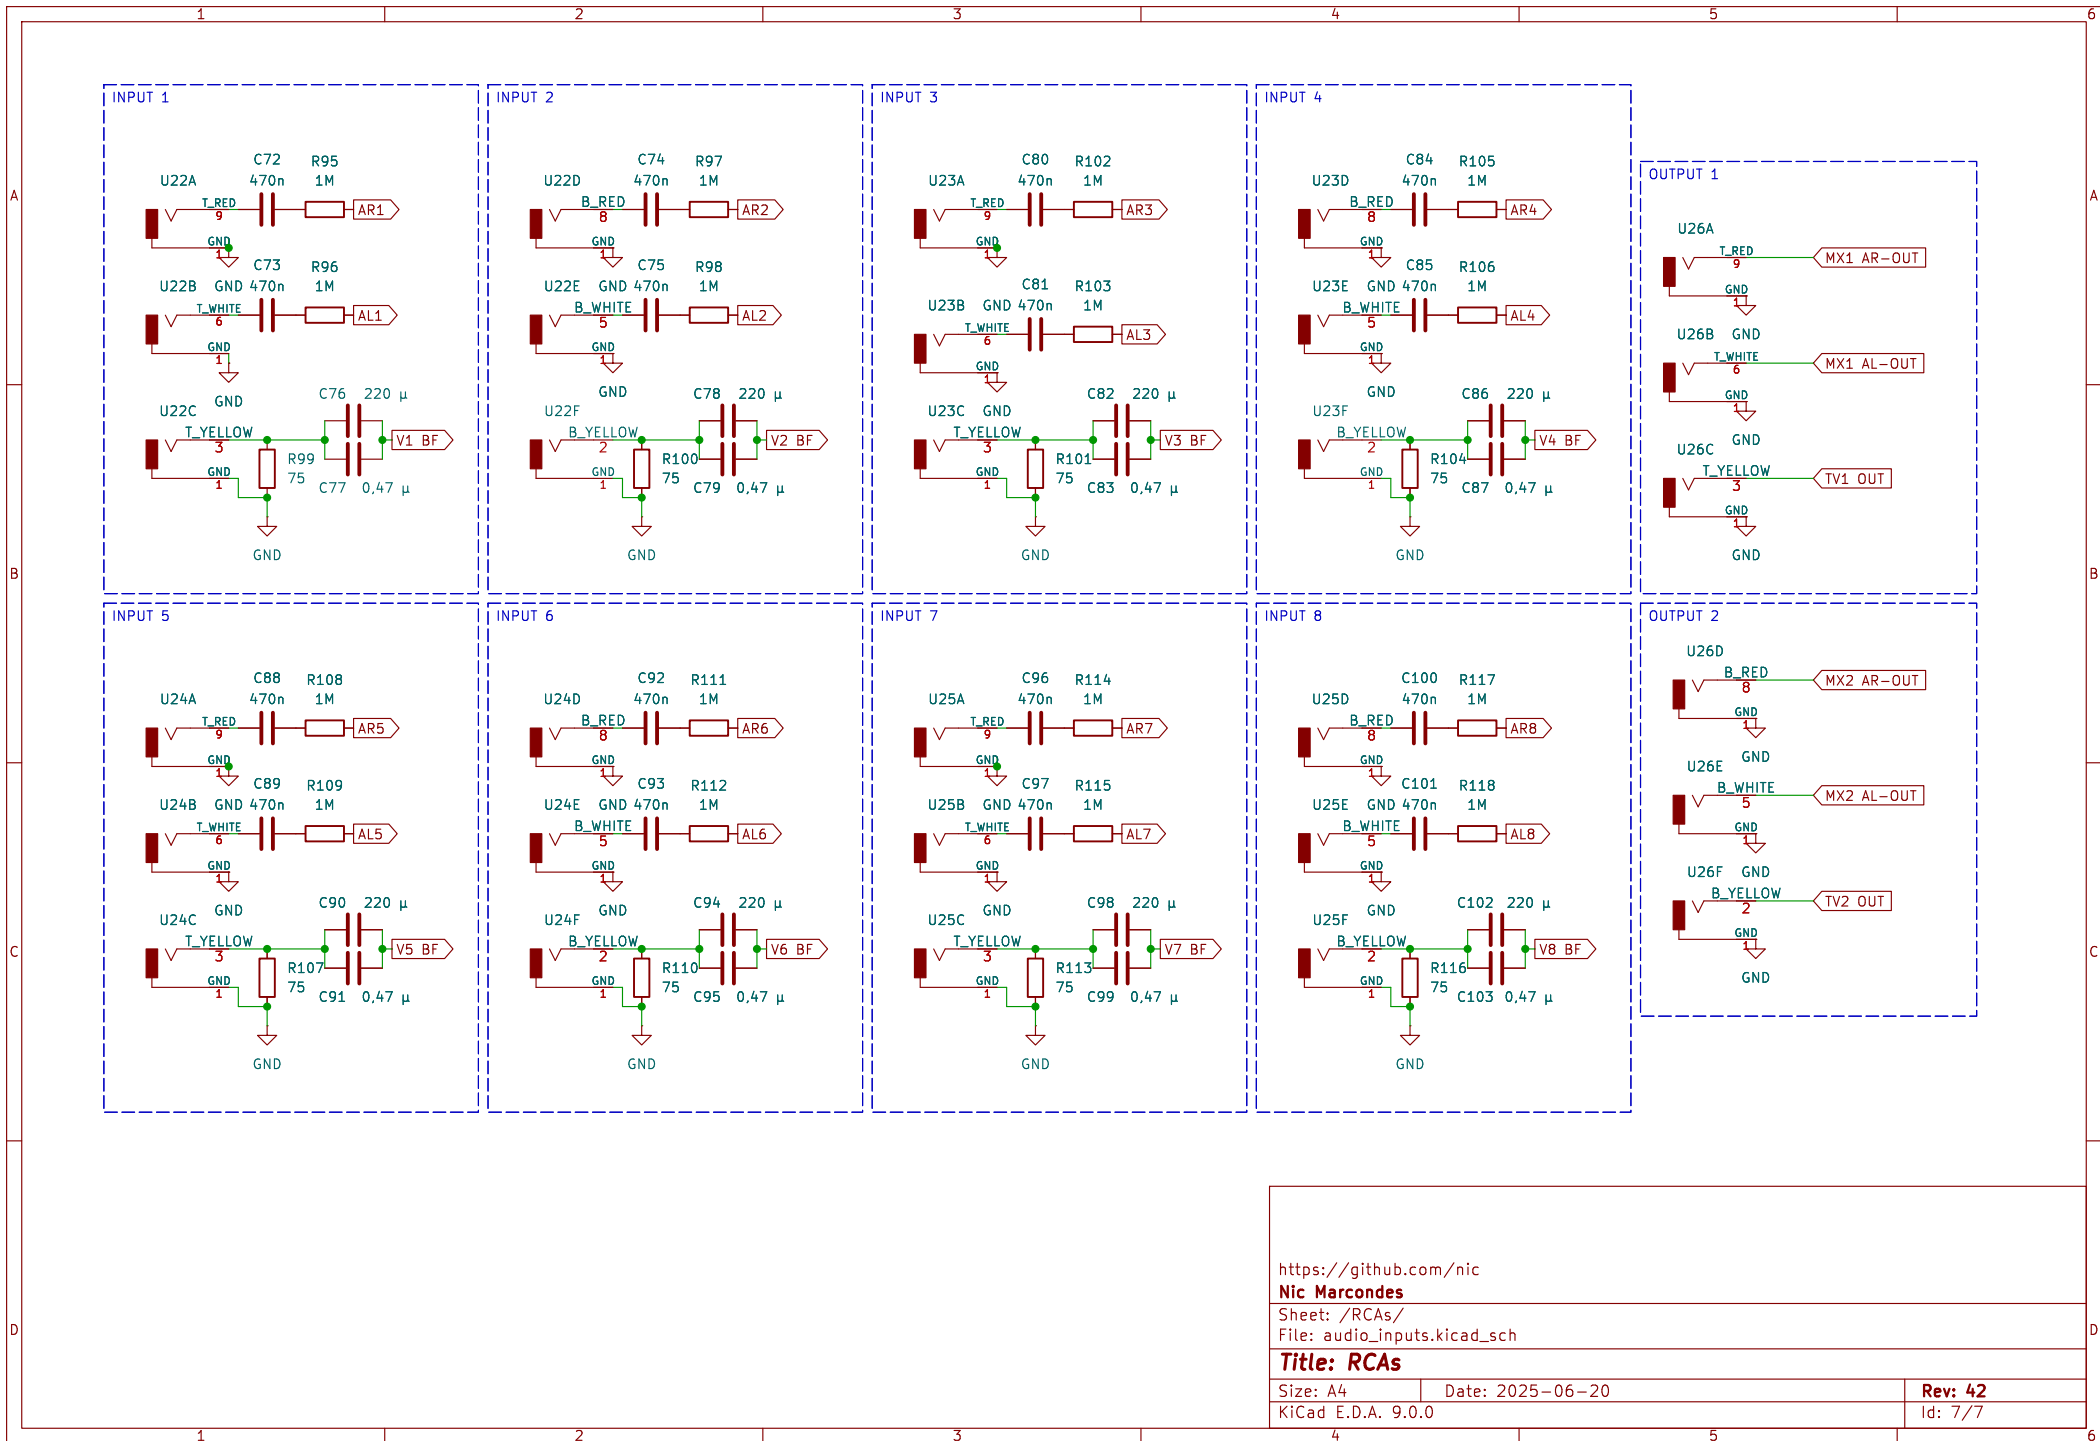 1 2 3 4 5 6
A A
B B
C C
D D
INPUT 1
C72 R95
U22A 470n 1M
T_RED
9
AR1
GND
1
C73 R96
U22B GND 470n 1M
T_WHITE
6
AL1
GND
1
GND
C76 220 µ
U22C
T_YELLOW
3
V1 BF
R99
75
GND
1
C77 0,47 µ
GND
INPUT 2
C74 R97
U22D 470n 1M
B_RED
8
AR2
GND
1
C75 R98
U22E GND 470n 1M
B_WHITE
5
AL2
GND
1
GND
C78 220 µ
U22F
B_YELLOW
2
V2 BF
R100
75
GND
1
C79 0,47 µ
GND
INPUT 3
C80 R102
U23A 470n 1M
T_RED
9
AR3
GND
1
C81 R103
U23B GND 470n 1M
T_WHITE
6
AL3
GND
1
C82 220 µ
U23C GND
T_YELLOW
3
V3 BF
R101
75
GND
1
C83 0,47 µ
GND
INPUT 4
C84 R105
U23D 470n 1M
B_RED
8
AR4
GND
1
C85 R106
U23E GND 470n 1M
B_WHITE
5
AL4
GND
1
GND
C86 220 µ
U23F
B_YELLOW
2
V4 BF
R104
75
GND
1
C87 0,47 µ
GND
OUTPUT 1
U26A
T_RED
9
MX1 AR-OUT
GND
1
U26B GND
T_WHITE
6
MX1 AL-OUT
GND
1
GND
U26C
T_YELLOW
3
TV1 OUT
GND
1
GND
INPUT 5
C88 R108
U24A 470n 1M
T_RED
9
AR5
GND
1
C89 R109
U24B GND 470n 1M
T_WHITE
6
AL5
GND
1
GND
C90 220 µ
U24C
T_YELLOW
3
V5 BF
R107
75
GND
1
C91 0,47 µ
GND
INPUT 6
C92 R111
U24D 470n 1M
B_RED
8
AR6
GND
1
C93 R112
U24E GND 470n 1M
B_WHITE
5
AL6
GND
1
GND
C94 220 µ
U24F
B_YELLOW
2
V6 BF
R110
75
GND
1
C95 0,47 µ
GND
INPUT 7
C96 R114
U25A 470n 1M
T_RED
9
AR7
GND
1
C97 R115
U25B GND 470n 1M
T_WHITE
6
AL7
GND
1
GND
C98 220 µ
U25C
T_YELLOW
3
V7 BF
R113
75
GND
1
C99 0,47 µ
GND
INPUT 8
C100 R117
U25D 470n 1M
B_RED
8
AR8
GND
1
C101 R118
U25E GND 470n 1M
B_WHITE
5
AL8
GND
1
GND
C102 220 µ
U25F
B_YELLOW
2
V8 BF
R116
75
GND
1
C103 0,47 µ
GND
OUTPUT 2
U26D
B_RED
8
MX2 AR-OUT
GND
1
GND
U26E
B_WHITE
5
MX2 AL-OUT
GND
1
U26F GND
B_YELLOW
2
TV2 OUT
GND
1
GND
https://github.com/nic
Nic Marcondes
Sheet: /RCAs/
File: audio_inputs.kicad_sch
Title: RCAs
Size: A4 Date: 2025-06-20 Rev: 42
KiCad E.D.A. 9.0.0 Id: 7/7
1 2 3 4 5 6